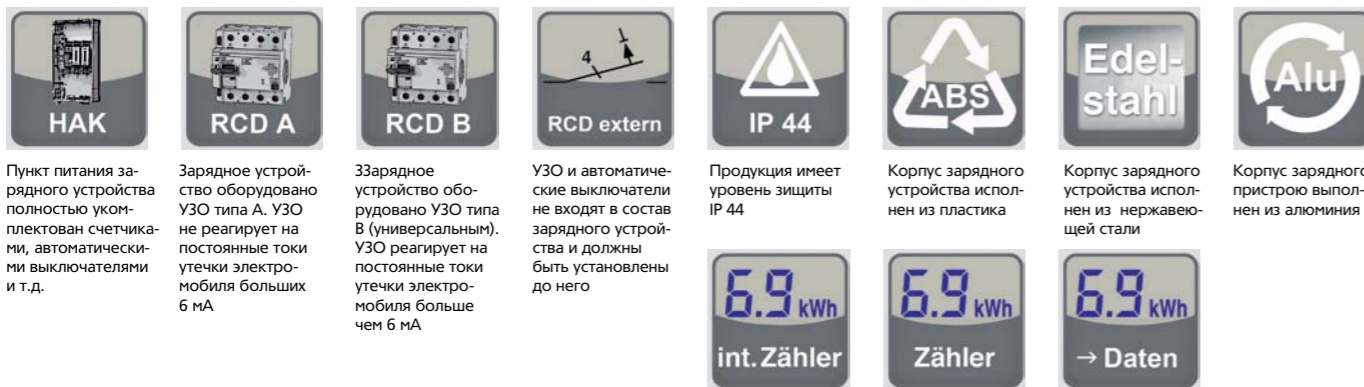 HAK
Пункт питания за-
рядного устройства
полностью уком-
плектован счетчика-
ми, автоматически-
ми выключателями
и т.д.
RCD A
Зарядное устрой-
ство оборудовано
УЗО типа А. УЗО
не реагирует на
постоянные токи
утечки электро-
мобиля больших
6 мА
RCD B
ЗЗарядное
устройство обо-
рудовано УЗО типа
В (универсальным).
УЗО реагирует на
постоянные токи
утечки электро-
мобиля больше
чем 6 мА
4
RCD extern
УЗО и автоматиче-
ские выключатели
не входят в состав
зарядного устрой-
ства и должны
быть установлены
до него
IP 44
Продукция имеет
уровень зищиты
IP 44
ABS
Корпус зарядного
устройства испол-
нен из пластика
Edel-
stahl
Корпус зарядного
устройства испол-
нен из нержавею-
щей стали
Alu
Корпус зарядного
пристрою выпол-
нен из алюминия
6.9 kWh
int. Zähler
6.9 kWh
Zähler
6.9 kWh
→ Daten